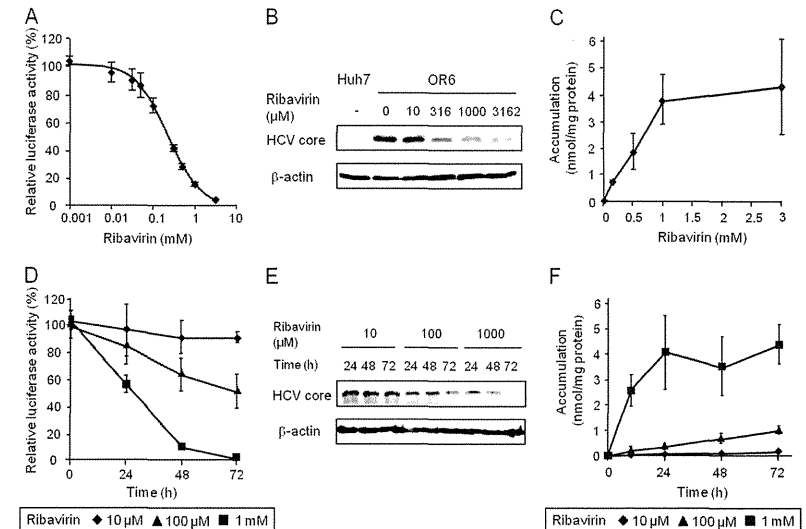 A
Relative luciferase activity (%)
120
100
80
60
40
20
0
0.001 0.01 0.1 1 10
Ribavirin (mM)
B
Huh7 OR6
Ribavirin (μM) - 0 10 316 1000 3162
HCV core
β-actin
C
Accumulation (nmol/mg protein)
6
5
4
3
2
1
0
0 0.5 1 1.5 2 2.5 3
Ribavirin (mM)
D
Relative luciferase activity (%)
120
100
80
60
40
20
0
0 24 48 72
Time (h)
Ribavirin 10 μM 100 μM 1 mM
E
Ribavirin (μM) 10 100 1000
Time (h) 24 48 72 24 48 72 24 48 72
HCV core
β-actin
F
Accumulation (nmol/mg protein)
6
5
4
3
2
1
0
0 24 48 72
Time (h)
Ribavirin 10 μM 100 μM 1 mM